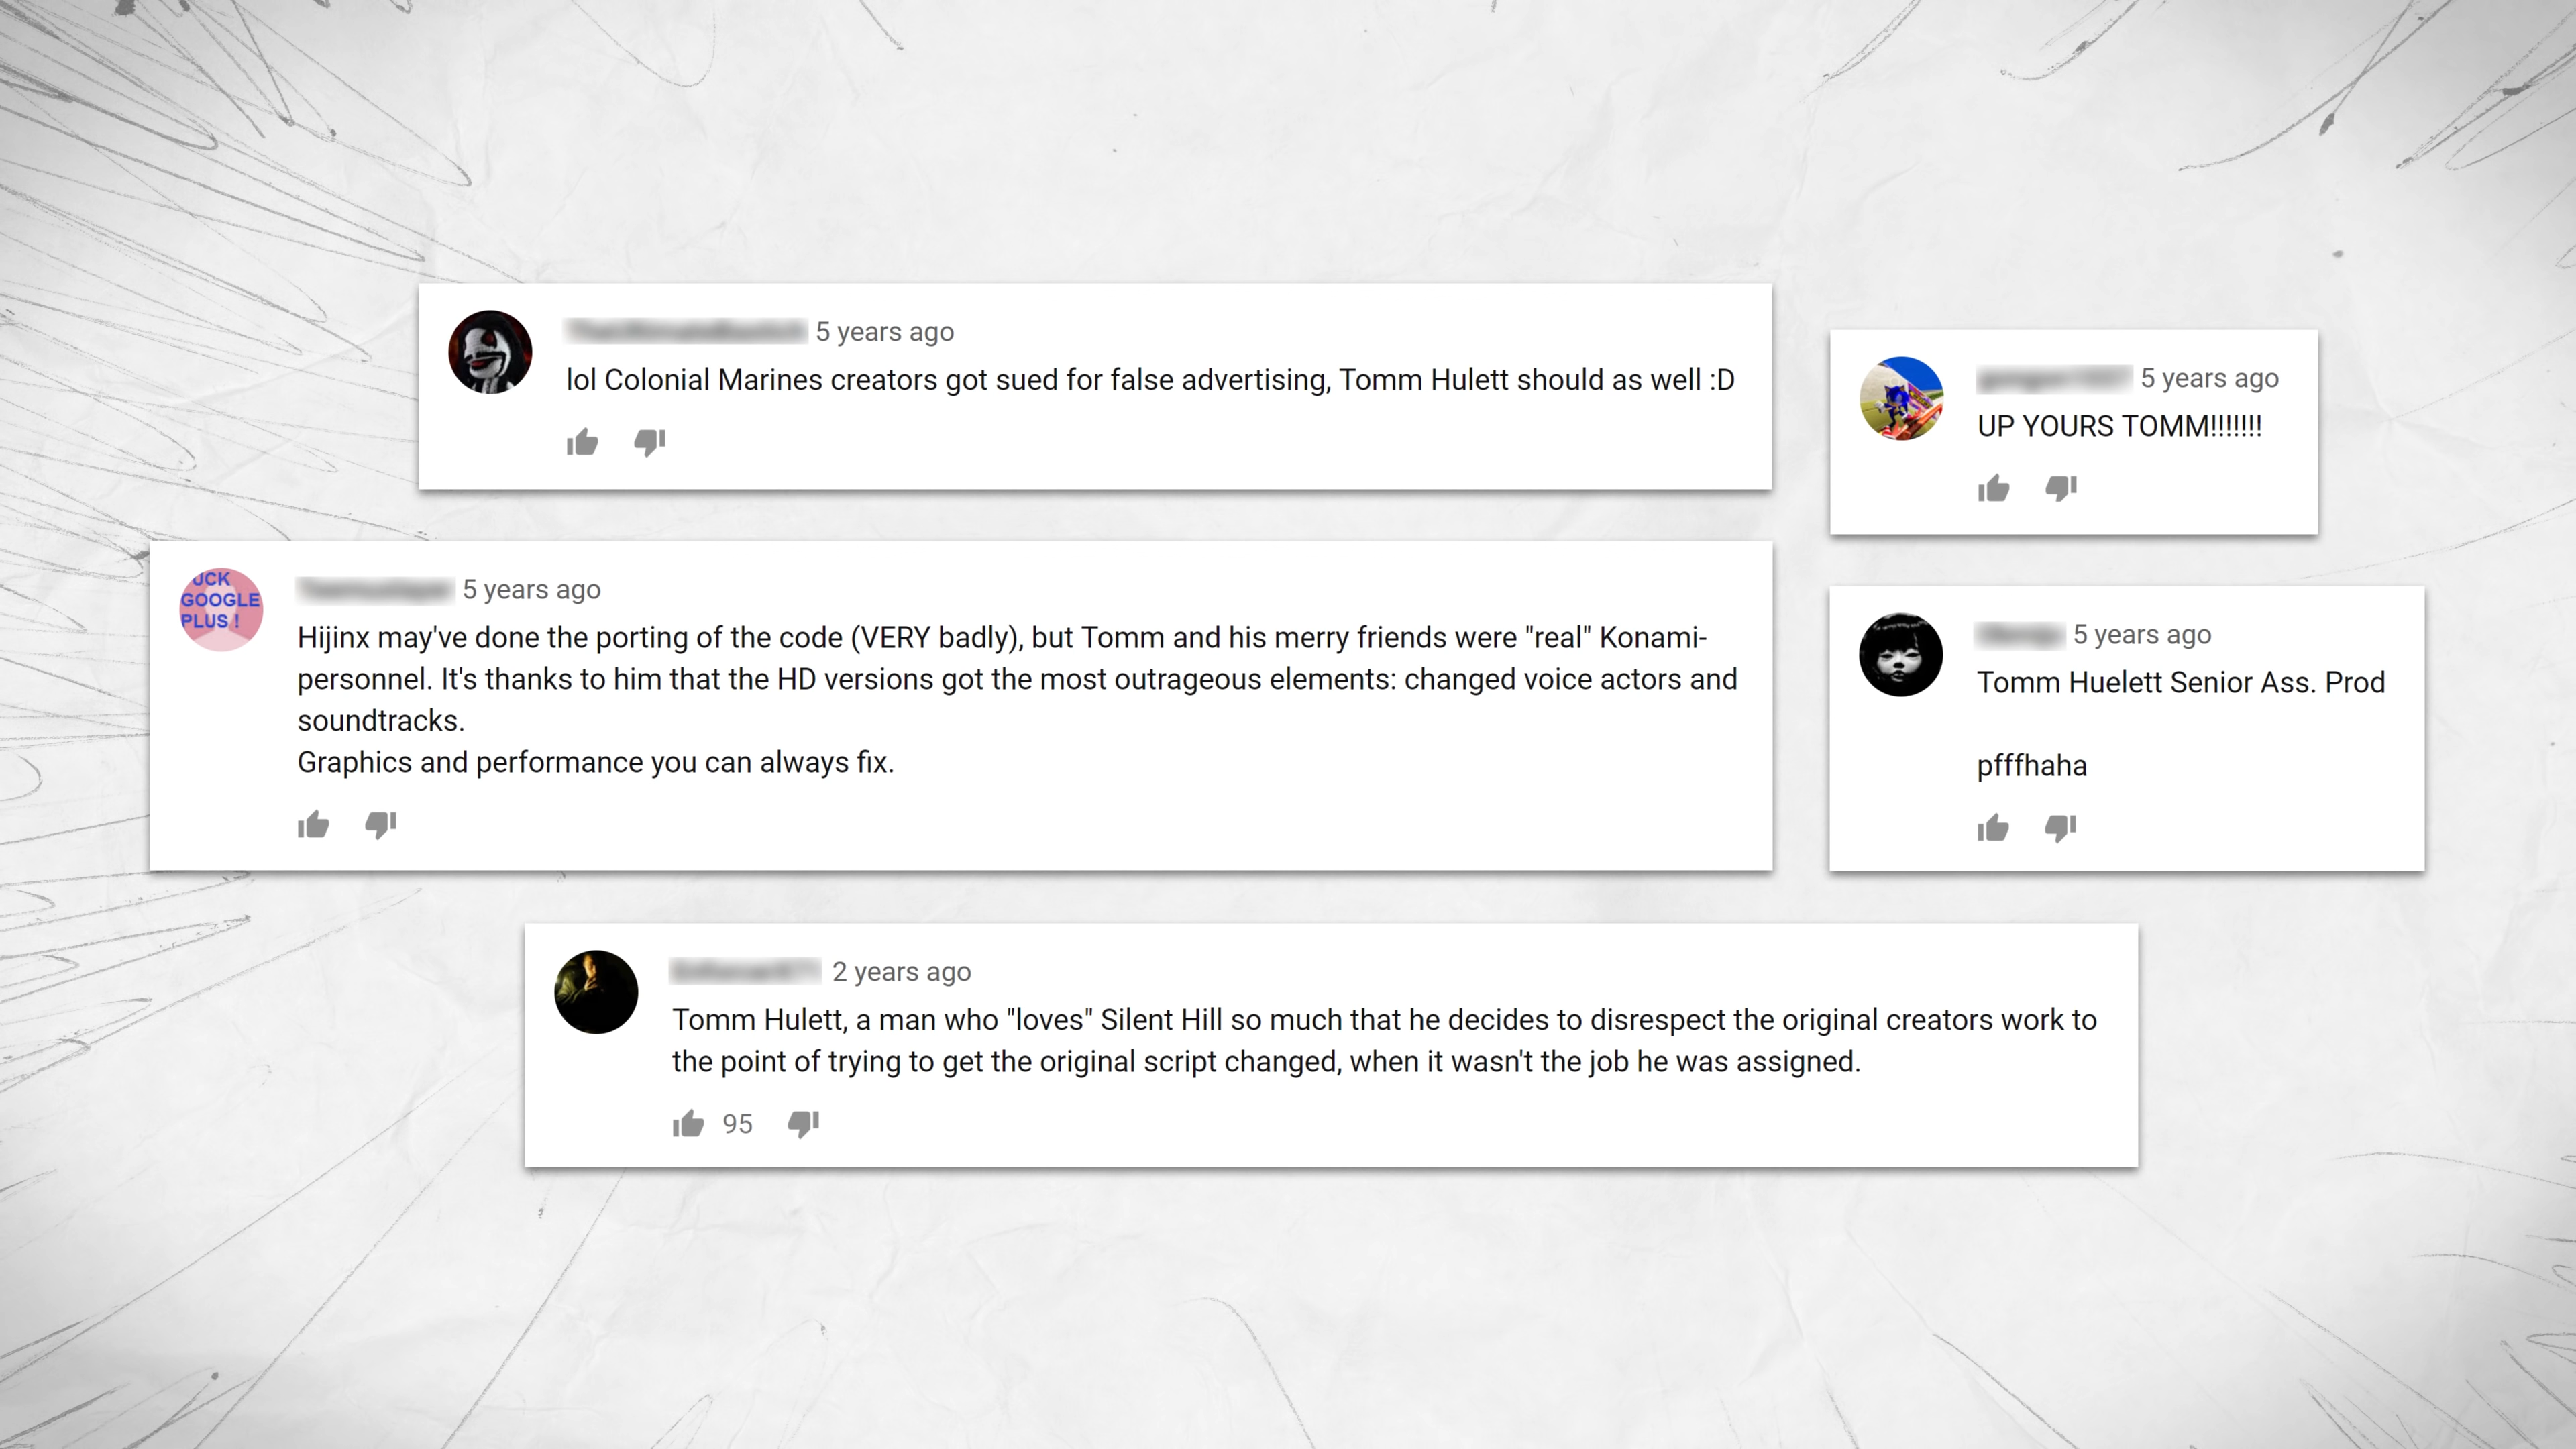 5 years ago
lol Colonial Marines creators got sued for false advertising, Tomm Hulett should as well :D
5 years ago
UP YOURS TOMM!!!!!!!
UCK
GOOGLE
PLUS !
5 years ago
Hijinx may've done the porting of the code (VERY badly), but Tomm and his merry friends were "real" Konami-
personnel. It's thanks to him that the HD versions got the most outrageous elements: changed voice actors and
soundtracks.
Graphics and performance you can always fix.
5 years ago
Tomm Huelett Senior Ass. Prod
pfffhaha
2 years ago
Tomm Hulett, a man who "loves" Silent Hill so much that he decides to disrespect the original creators work to
the point of trying to get the original script changed, when it wasn't the job he was assigned.
95